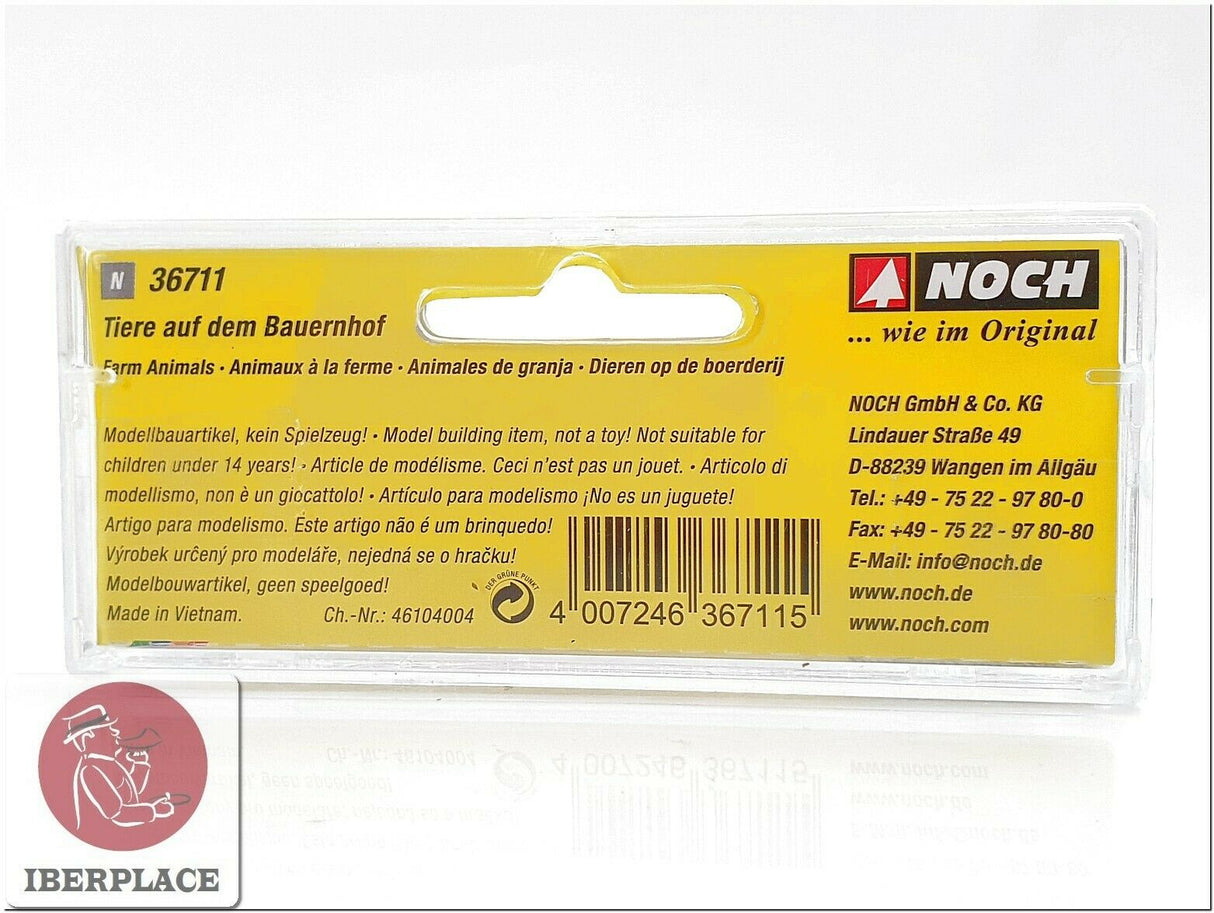 N 36711
Tiere auf dem Bauernhof
Farm Animals · Animaux à la ferme · Animales de granja · Dieren op de boerderij
Modellbauartikel, kein Spielzeug! · Model building item, not a toy! Not suitable for
children under 14 years! · Article de modélisme. Ceci n'est pas un jouet. · Articolo di
modellismo, non è un giocattolo! · Artículo para modelismo ¡No es un juguete!
Artigo para modelismo. Este artigo não é um brinquedo!
Výrobek určený pro modeláře, nejedná se o hračku!
Modelbouwartikel, geen speelgoed!
Made in Vietnam. Ch.-Nr.: 46104004
DER GRÜNE PUNKT
4 007246 367115
NOCH
... wie im Original
NOCH GmbH & Co. KG
Lindauer Straße 49
D-88239 Wangen im Allgäu
Tel.: +49 - 75 22 - 97 80-0
Fax: +49 - 75 22 - 97 80-80
E-Mail: info@noch.de
www.noch.de
www.noch.com
IBERPLACE